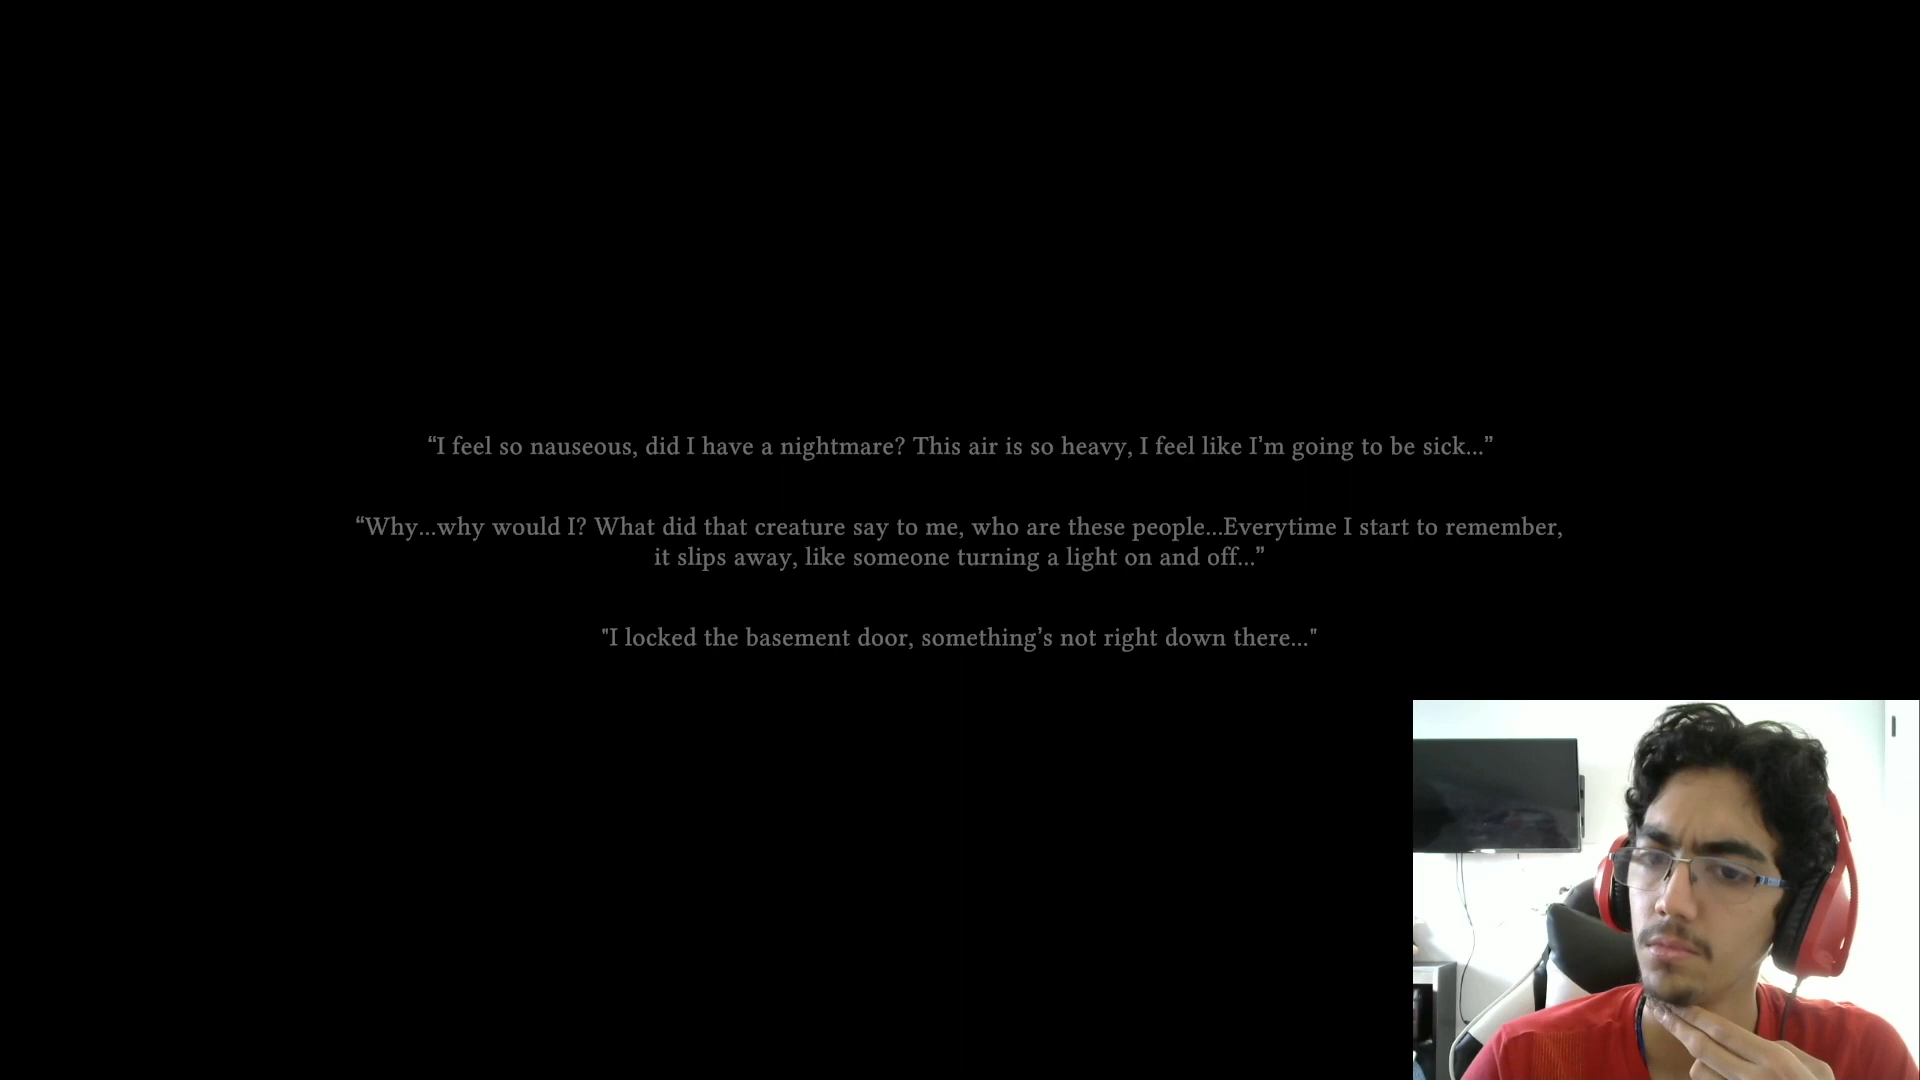 “I feel so nauseous, did I have a nightmare? This air is so heavy, I feel like I’m going to be sick...”
“Why...why would I? What did that creature say to me, who are these people...Everytime I start to remember,
it slips away, like someone turning a light on and off...”
"I locked the basement door, something’s not right down there..."